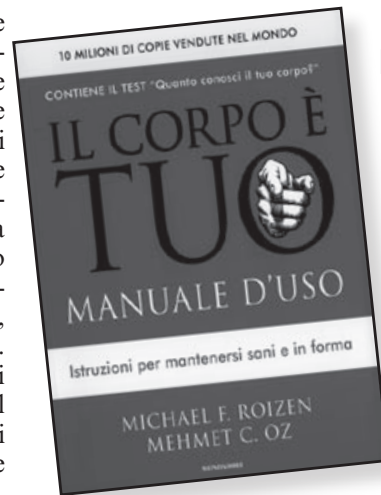 10 MILIONI DI COPIE VENDUTE NEL MONDO
CONTIENE IL TEST "Quanto conosci il tuo corpo?"
IL CORPO È
TUO
MANUALE D'USO
Istruzioni per mantenersi sani e in forma
MICHAEL F. ROIZEN
MEHMET C. OZ
MONDADORI